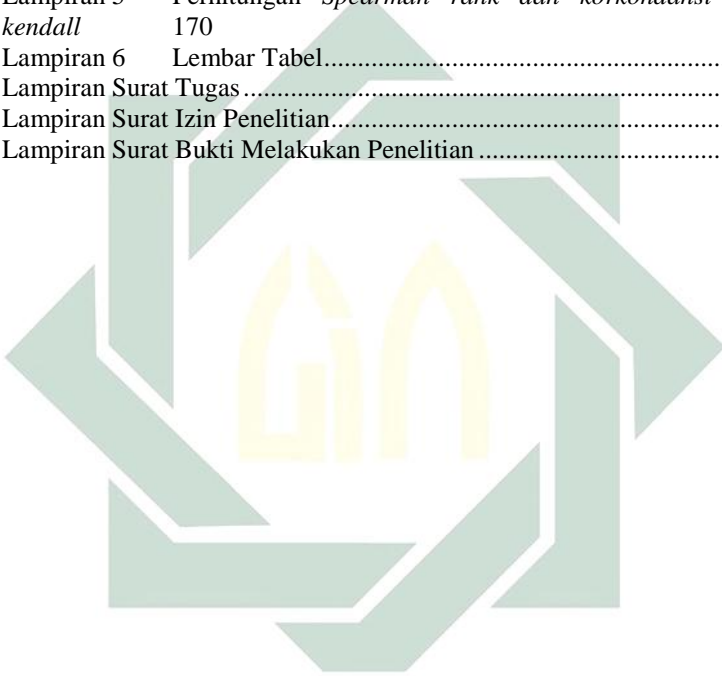 Lampiran 5 Perhitungan Spearman rank dan korkondansi
kendall 170
Lampiran 6 Lembar Tabel........................................................................
Lampiran Surat Tugas........................................................................................
Lampiran Surat Izin Penelitian........................................................................
Lampiran Surat Bukti Melakukan Penelitian.............................................
UIN